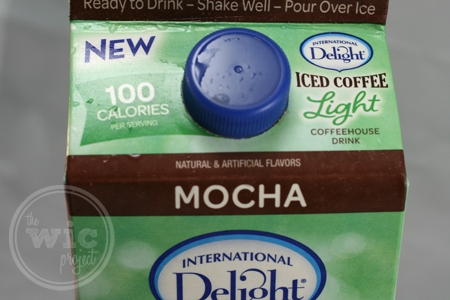 Ready to Drink – Shake Well – Pour Over Ice
NEW
100
CALORIES
PER SERVING
INTERNATIONAL
Delight®
ICED COFFEE
Light
COFFEEHOUSE
DRINK
NATURAL & ARTIFICIAL FLAVORS
MOCHA
the
WIC
project
INTERNATIONAL
Delight®